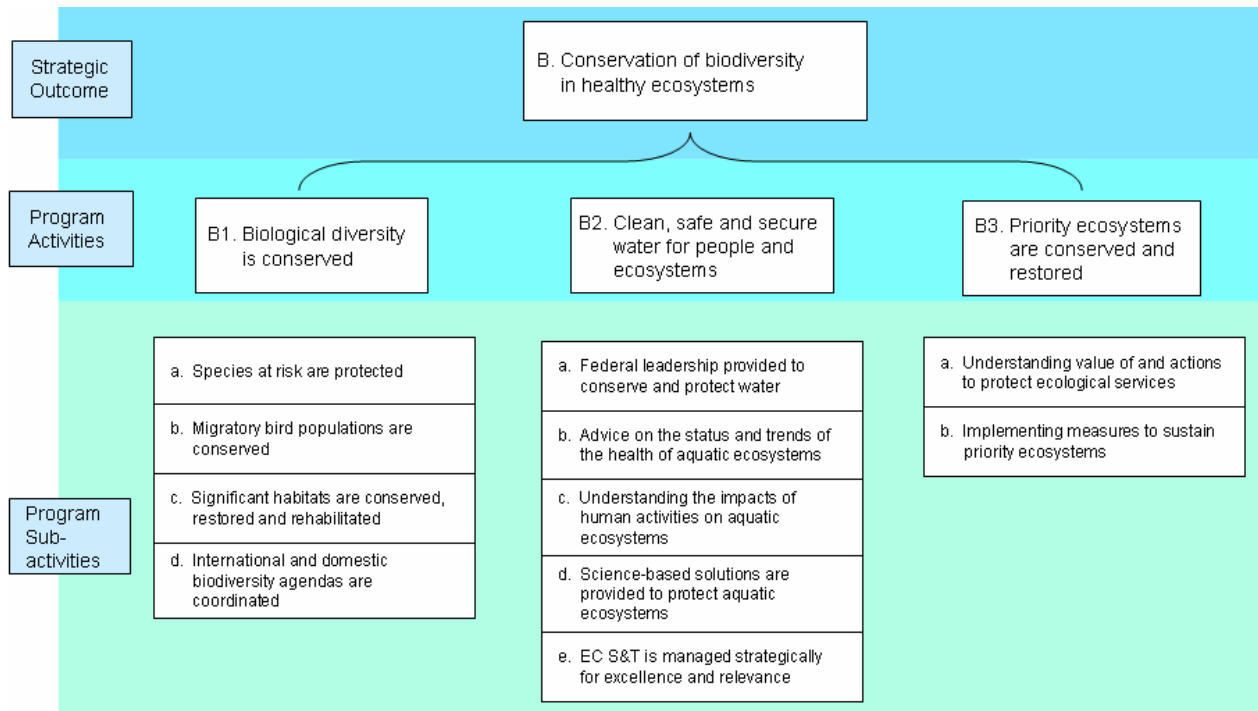 Strategic
Outcome
B. Conservation of biodiversity
in healthy ecosystems
Program
Activities
B1. Biological diversity
is conserved
B2. Clean, safe and secure
water for people and
ecosystems
B3. Priority ecosystems
are conserved and
restored
Program
Sub-
activities
a. Species at risk are protected
b. Migratory bird populations are
conserved
c. Significant habitats are conserved,
restored and rehabilitated
d. International and domestic
biodiversity agendas are
coordinated
a. Federal leadership provided to
conserve and protect water
b. Advice on the status and trends of
the health of aquatic ecosystems
c. Understanding the impacts of
human activities on aquatic
ecosystems
d. Science-based solutions are
provided to protect aquatic
ecosystems
e. EC S&T is managed strategically
for excellence and relevance
a. Understanding value of and actions
to protect ecological services
b. Implementing measures to sustain
priority ecosystems